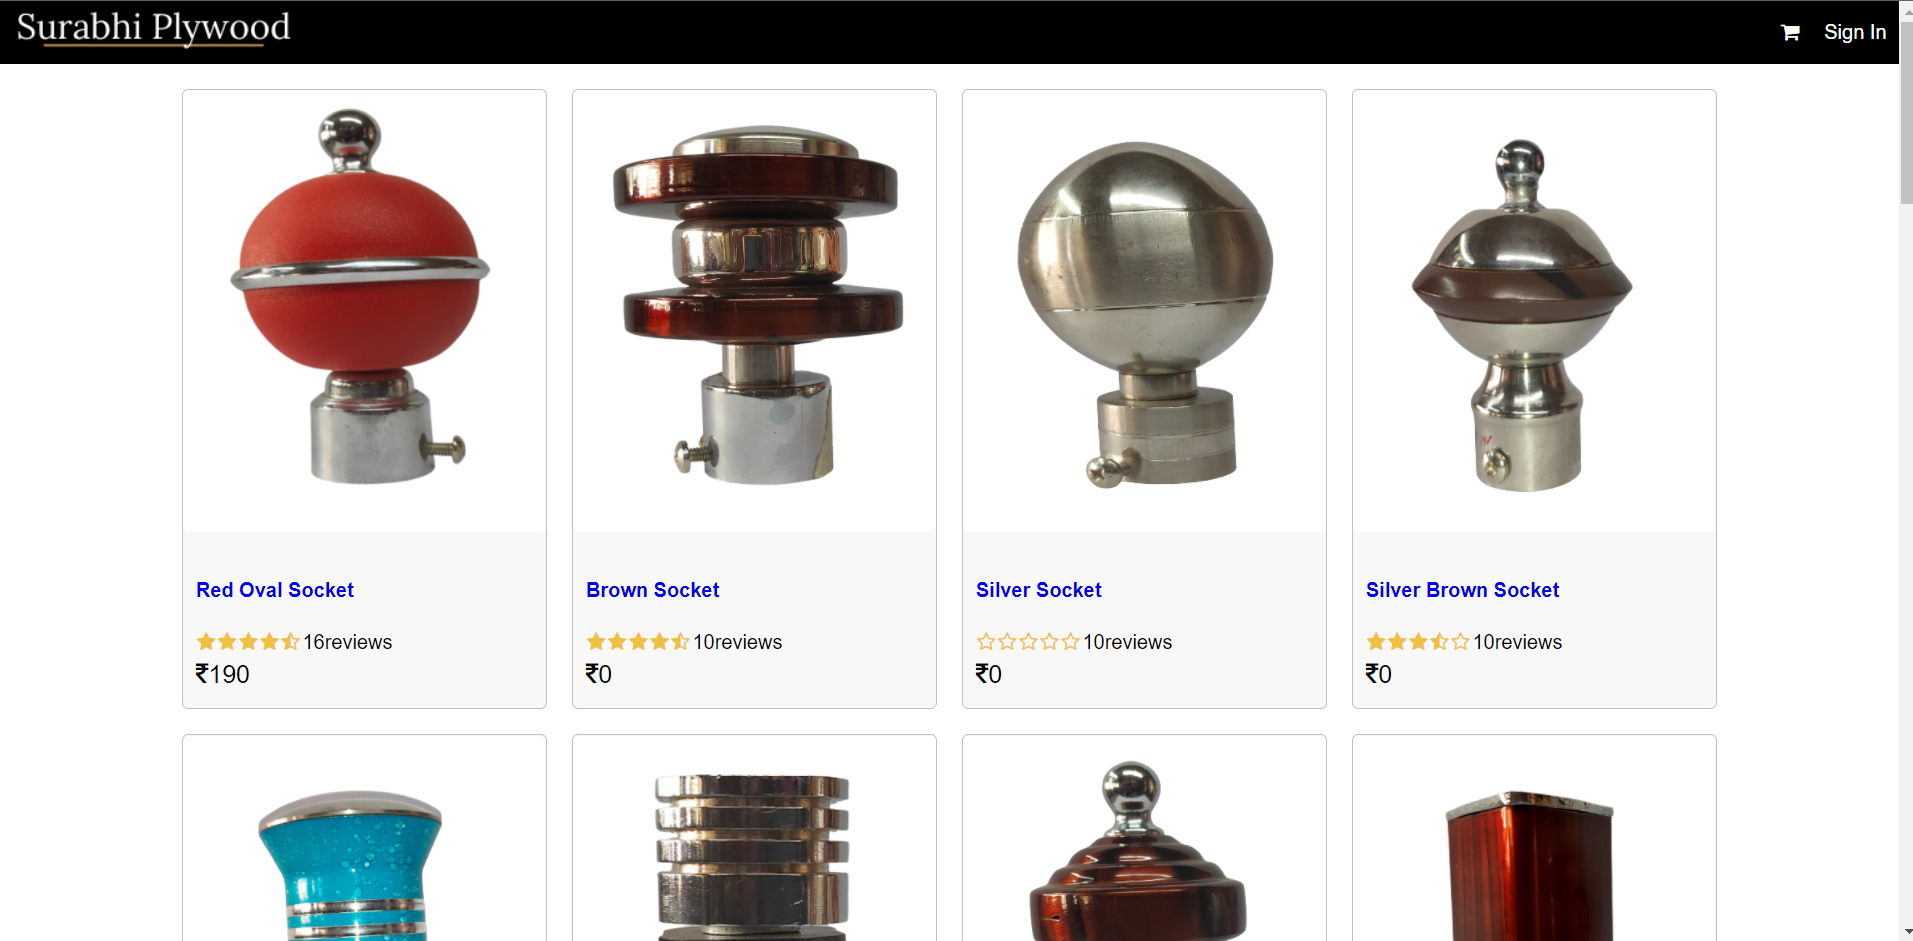 Surabhi Plywood
Sign In
Red Oval Socket
16reviews
₹190
Brown Socket
10reviews
₹0
Silver Socket
10reviews
₹0
Silver Brown Socket
10reviews
₹0